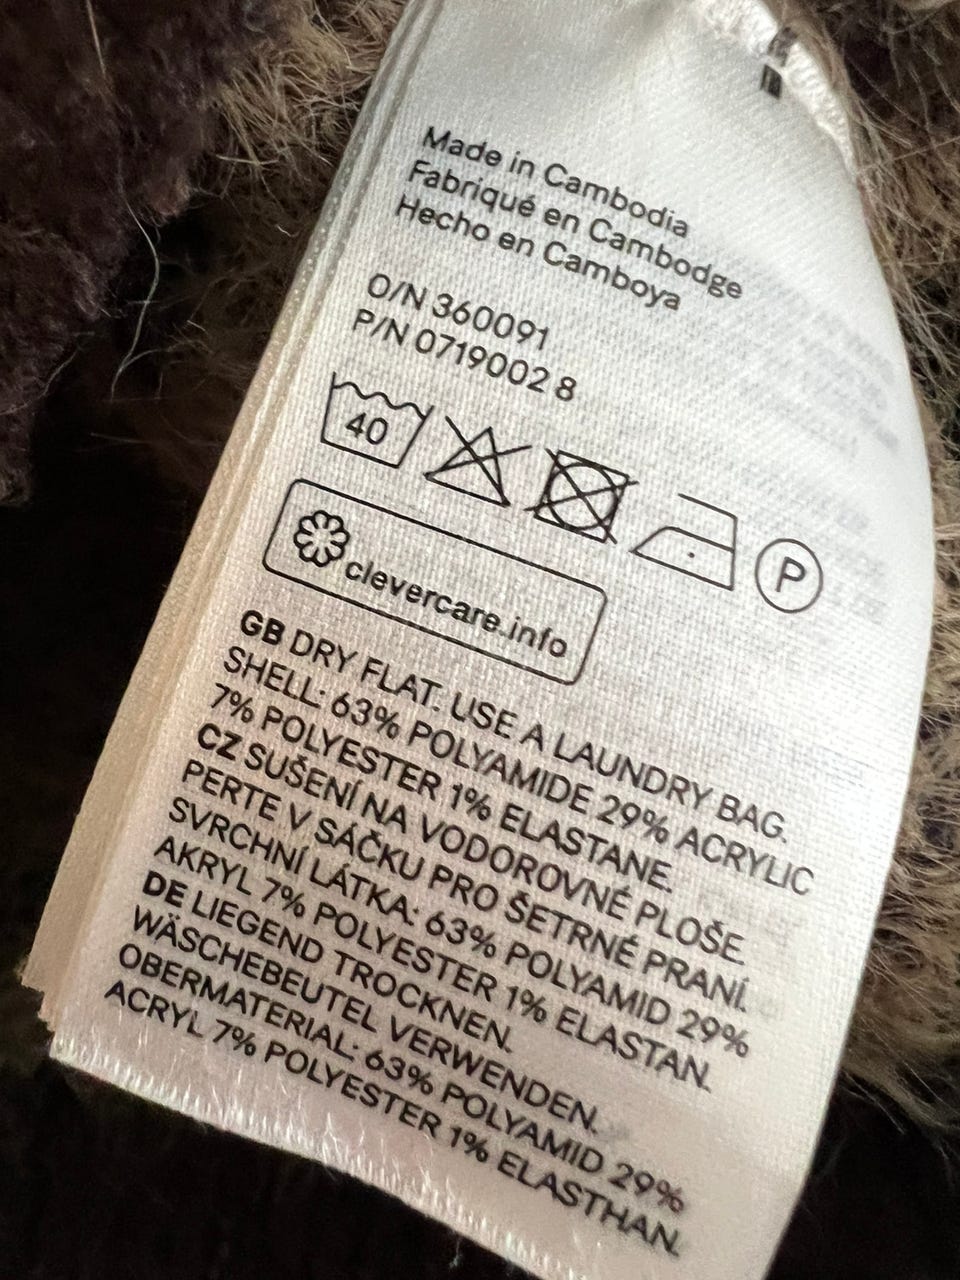 Made in Cambodia
Fabriqué en Cambodge
Hecho en Camboya
O/N 360091
P/N 0719002 8
40
P
clevercare.info
GB DRY FLAT. USE A LAUNDRY BAG.
SHELL: 63% POLYAMIDE 29% ACRYLIC
7% POLYESTER 1% ELASTANE.
CZ SUŠENÍ NA VODOROVNÉ PLOŠE.
PERTE V SÁČKU PRO ŠETRNÉ PRANÍ.
SVRCHNÍ LÁTKA: 63% POLYAMID 29%
AKRYL 7% POLYESTER 1% ELASTAN.
DE LIEGEND TROCKNEN.
WÄSCHEBEUTEL VERWENDEN.
OBERMATERIAL: 63% POLYAMID 29%
ACRYL 7% POLYESTER 1% ELASTHAN.